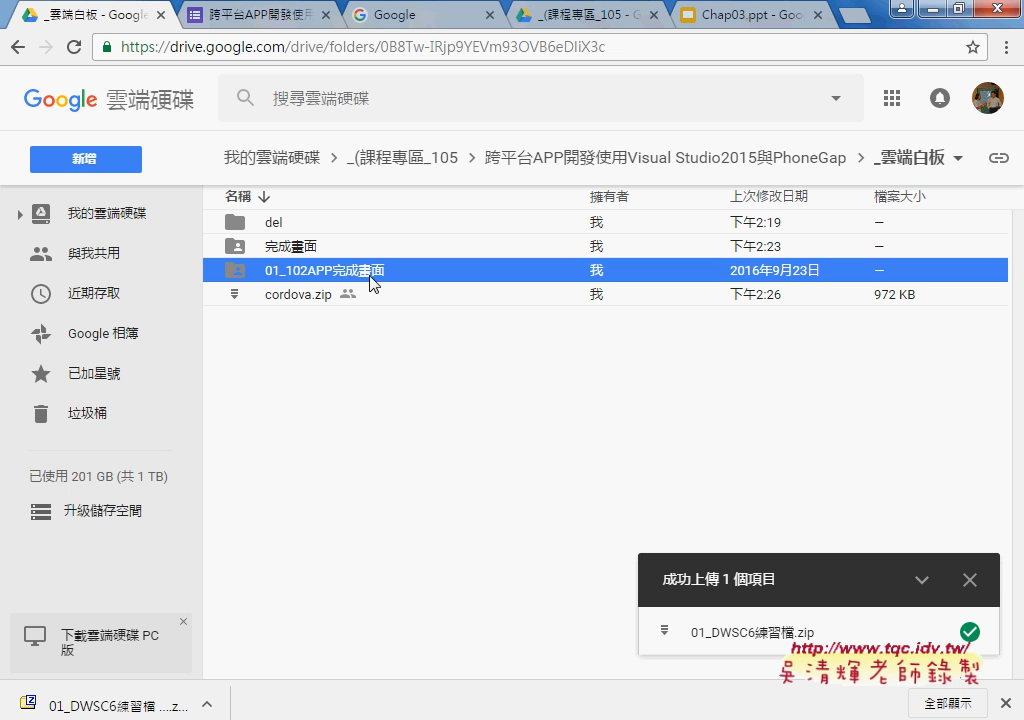 _雲端白板 - Google
跨平台APP開發使用
Google
_(課程專區_105 - G
Chap03.ppt - Goo
https://drive.google.com/drive/folders/0B8Tw-IRjp9YEVm93OVB6eDIiX3c
Google 雲端硬碟
搜尋雲端硬碟
新增
我的雲端硬碟 > _(課程專區_105 > 跨平台APP開發使用Visual Studio2015與PhoneGap > _雲端白板
名稱 擁有者 上次修改日期 檔案大小
我的雲端硬碟
與我共用
近期存取
Google 相簿
已加星號
垃圾桶
已使用 201 GB (共 1 TB)
升級儲存空間
下載雲端硬碟 PC
版
del 我 下午2:19 —
完成畫面 我 下午2:23 —
01_102APP完成畫面 我 2016年9月23日 —
cordova.zip 我 下午2:26 972 KB
成功上傳 1 個項目
01_DWSC6練習檔.zip
http://www.tqc.idv.tw/
吳清輝老師錄製
01_DWSC6練習檔 ....z...
全部顯示